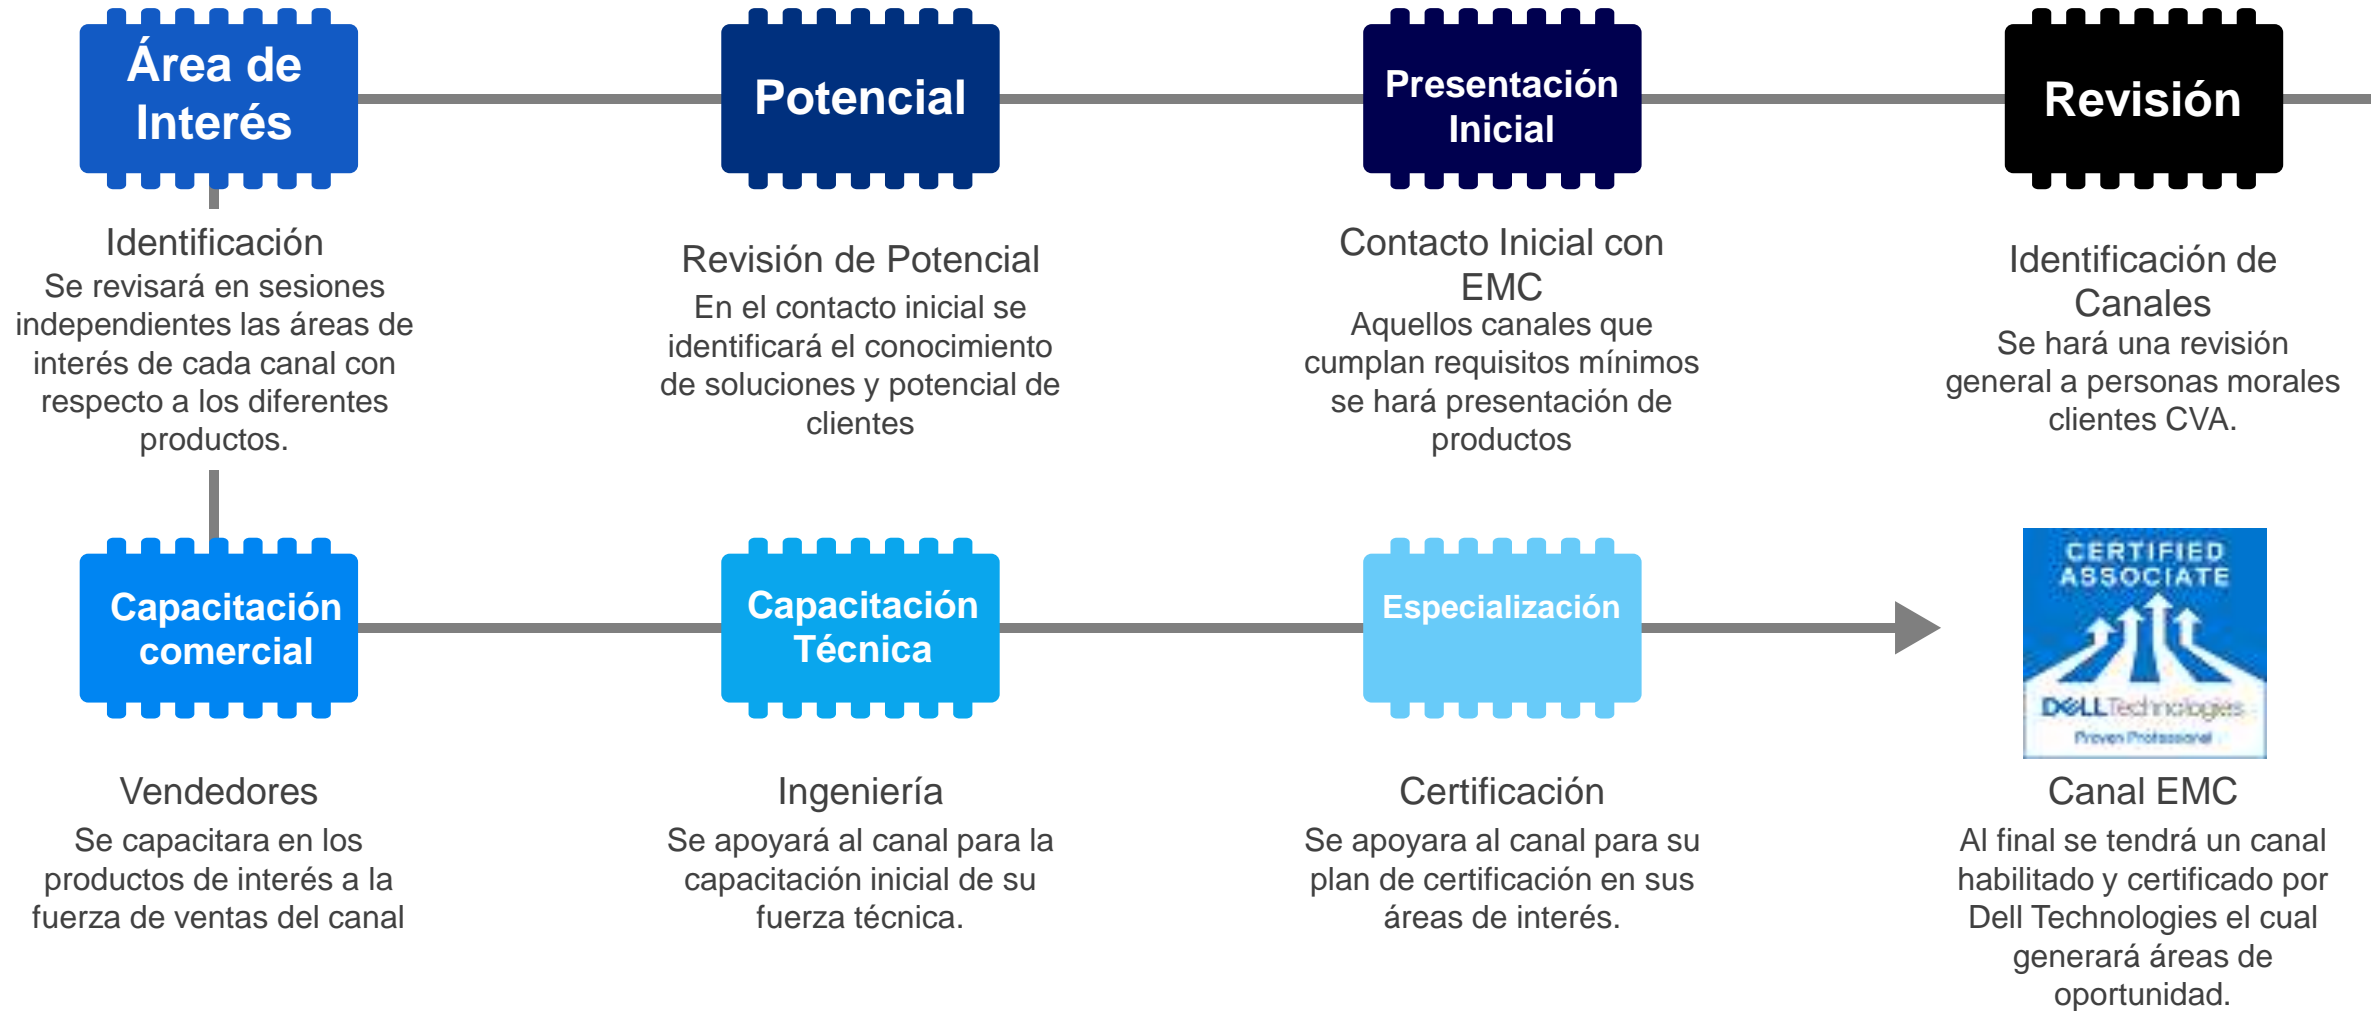 Área de
Interés
Potencial
Presentación
Inicial
Revisión
Identificación
Se revisará en sesiones
independientes las áreas de
interés de cada canal con
respecto a los diferentes
productos.
Revisión de Potencial
En el contacto inicial se
identificará el conocimiento
de soluciones y potencial de
clientes
Contacto Inicial con
EMC
Aquellos canales que
cumplan requisitos mínimos
se hará presentación de
productos
Identificación de
Canales
Se hará una revisión
general a personas morales
clientes CVA.
Capacitación
comercial
Capacitación
Técnica
Especialización
CERTIFIED
ASSOCIATE
DELL Technologies
Proven Professional
Vendedores
Se capacitara en los
productos de interés a la
fuerza de ventas del canal
Ingeniería
Se apoyará al canal para la
capacitación inicial de su
fuerza técnica.
Certificación
Se apoyara al canal para su
plan de certificación en sus
áreas de interés.
Canal EMC
Al final se tendrá un canal
habilitado y certificado por
Dell Technologies el cual
generará áreas de
oportunidad.